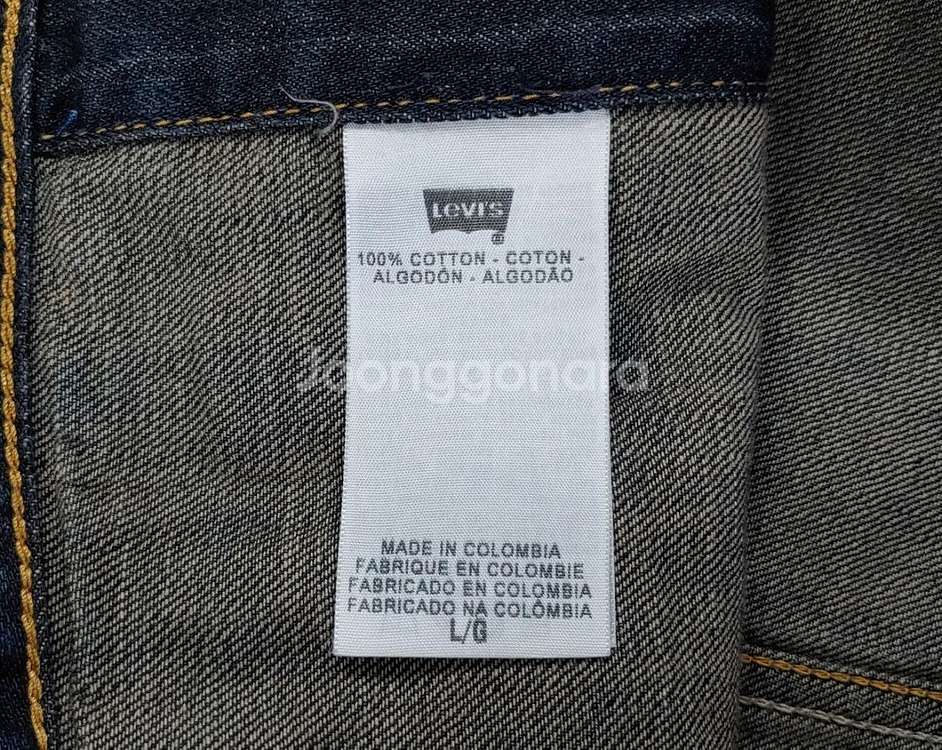 LEVI'S
100% COTTON - COTON -
ALGODÓN - ALGODÃO
Joonggonara
MADE IN COLOMBIA
FABRIQUE EN COLOMBIE
FABRICADO EN COLOMBIA
FABRICADO NA COLÔMBIA
L/G